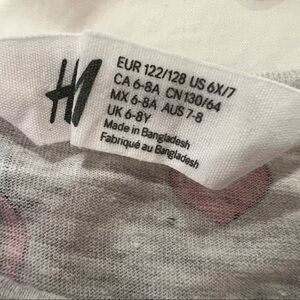 H
EUR 122/128 US 6X/7
CA 6-8A CN 130/64
MX 6-8A AUS 7-8
UK 6-8Y
Made in Bangladesh
Fabriqué au Bangladesh